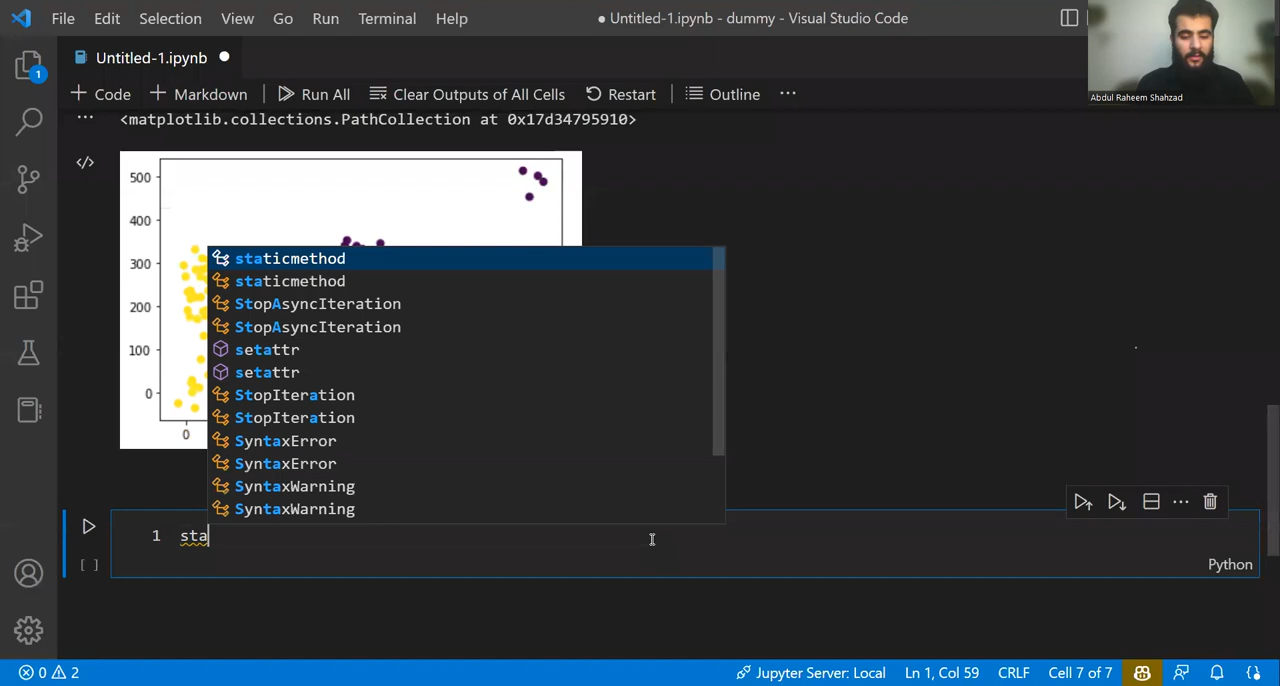 File Edit Selection View Go Run Terminal Help
● Untitled-1.ipynb - dummy - Visual Studio Code
Abdul Raheem Shahzad
1
Untitled-1.ipynb ●
+ Code + Markdown Run All Clear Outputs of All Cells Restart Outline ...
... <matplotlib.collections.PathCollection at 0x17d34795910>
500
400
300
200
100
0
0
staticmethod
staticmethod
StopAsyncIteration
StopAsyncIteration
setattr
setattr
StopIteration
StopIteration
SyntaxError
SyntaxError
SyntaxWarning
SyntaxWarning
1 sta
[ ]
Python
0 2 Jupyter Server: Local Ln 1, Col 59 CRLF Cell 7 of 7